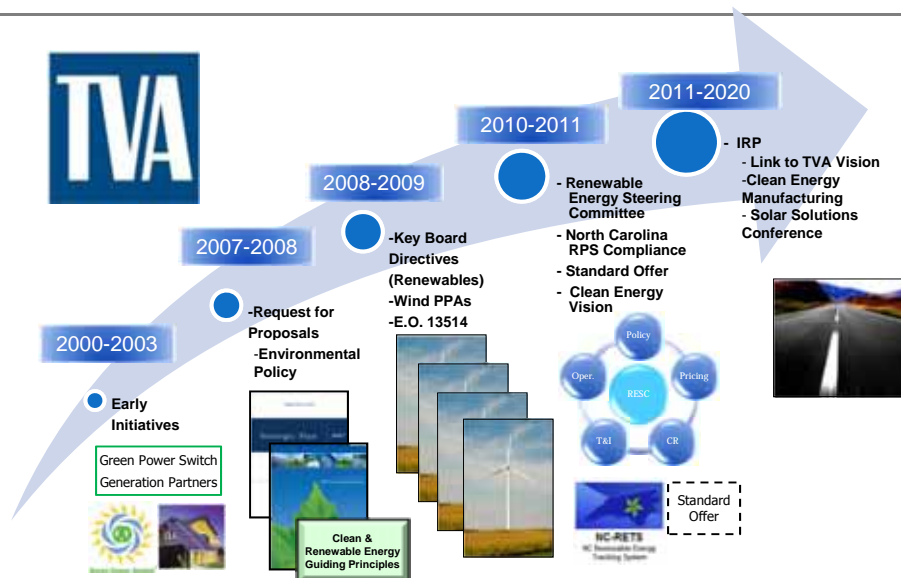 TVA
2000-2003
Early
Initiatives
Green Power Switch
Generation Partners
2007-2008
-Request for
Proposals
-Environmental
Policy
Clean &
Renewable Energy
Guiding Principles
2008-2009
-Key Board
Directives
(Renewables)
-Wind PPAs
-E.O. 13514
2010-2011
- Renewable
Energy Steering
Committee
- North Carolina
RPS Compliance
- Standard Offer
- Clean Energy
Vision
Policy
Oper.
Pricing
RESC
T&I
CR
NC-RETS
NC Renewable Energy
Tracking System
Standard
Offer
2011-2020
- IRP
- Link to TVA Vision
-Clean Energy
Manufacturing
- Solar Solutions
Conference